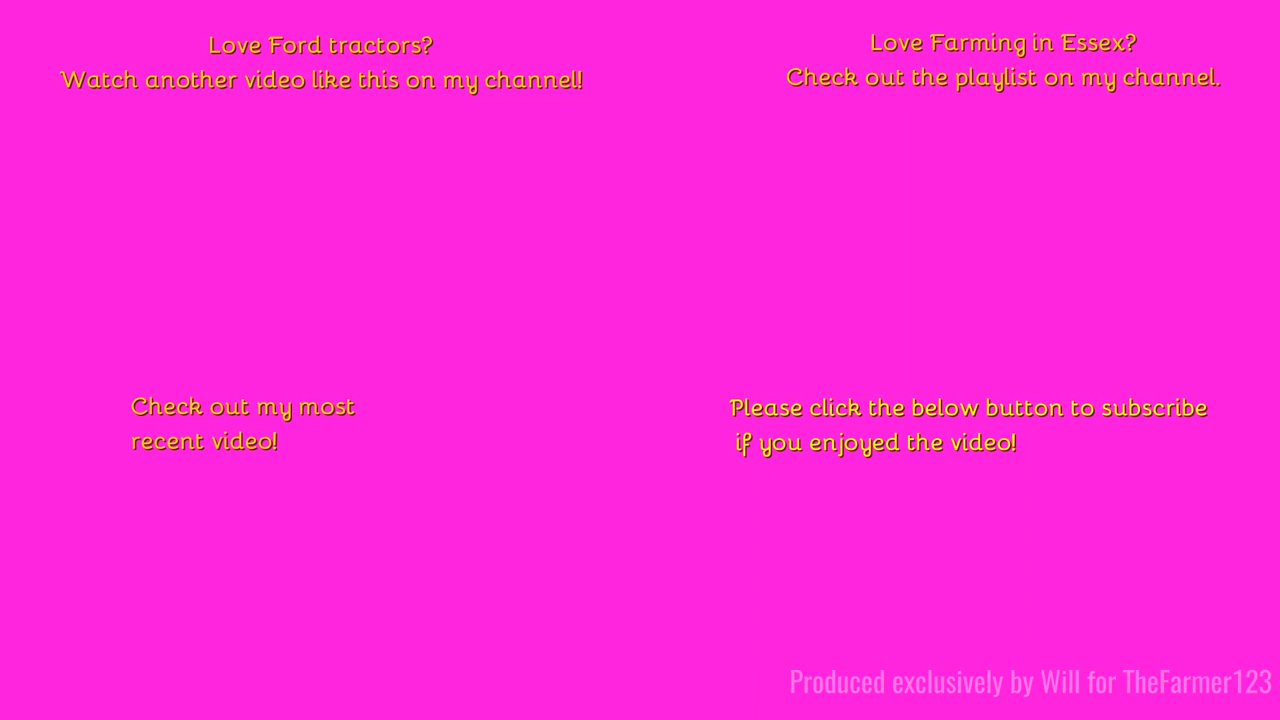 Love Ford tractors?
Watch another video like this on my channel!
Love Farming in Essex?
Check out the playlist on my channel.
Check out my most
recent video!
Please click the below button to subscribe
if you enjoyed the video!
Produced exclusively by Will for TheFarmer123